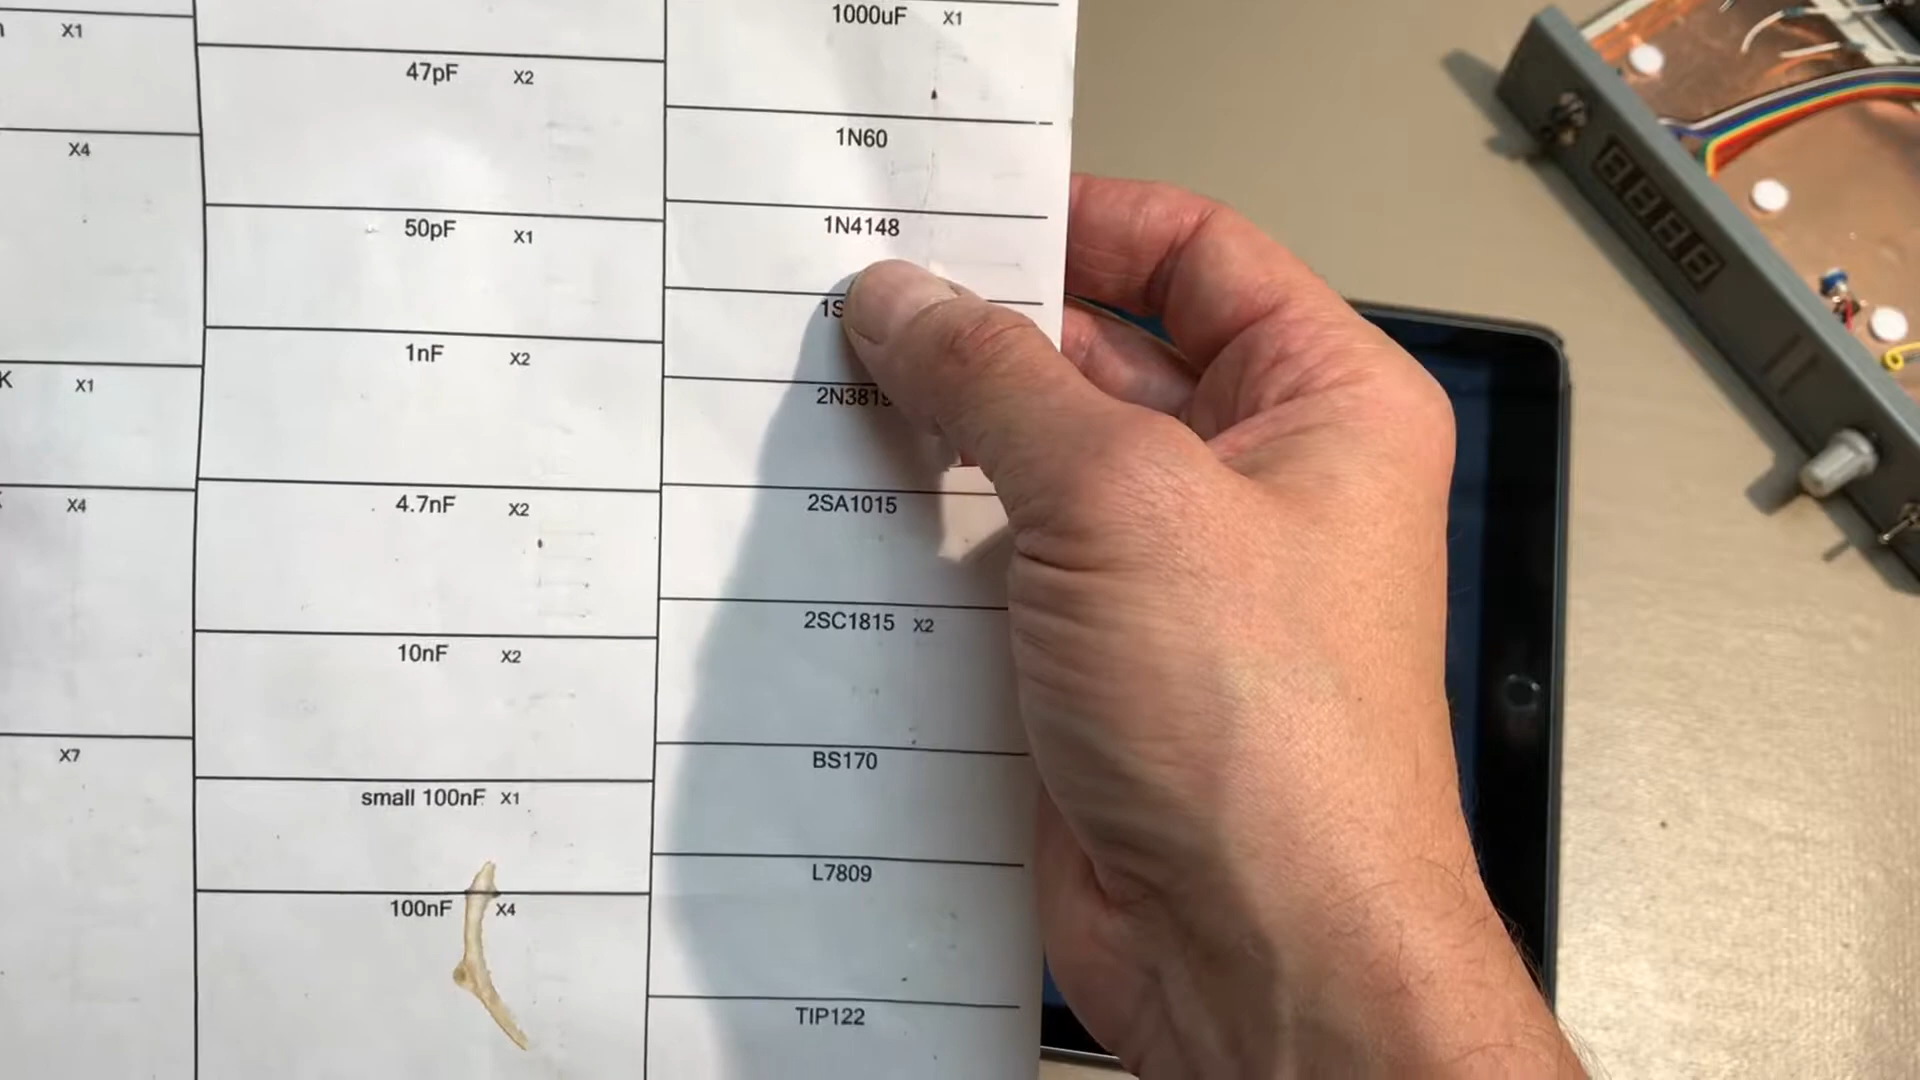 X1
X4
K X1
X4
X7
47pF X2
50pF X1
1nF X2
4.7nF X2
10nF X2
small 100nF X1
100nF X4
1000uF X1
1N60
1N4148
2SA1015
2SC1815 X2
BS170
L7809
TIP122